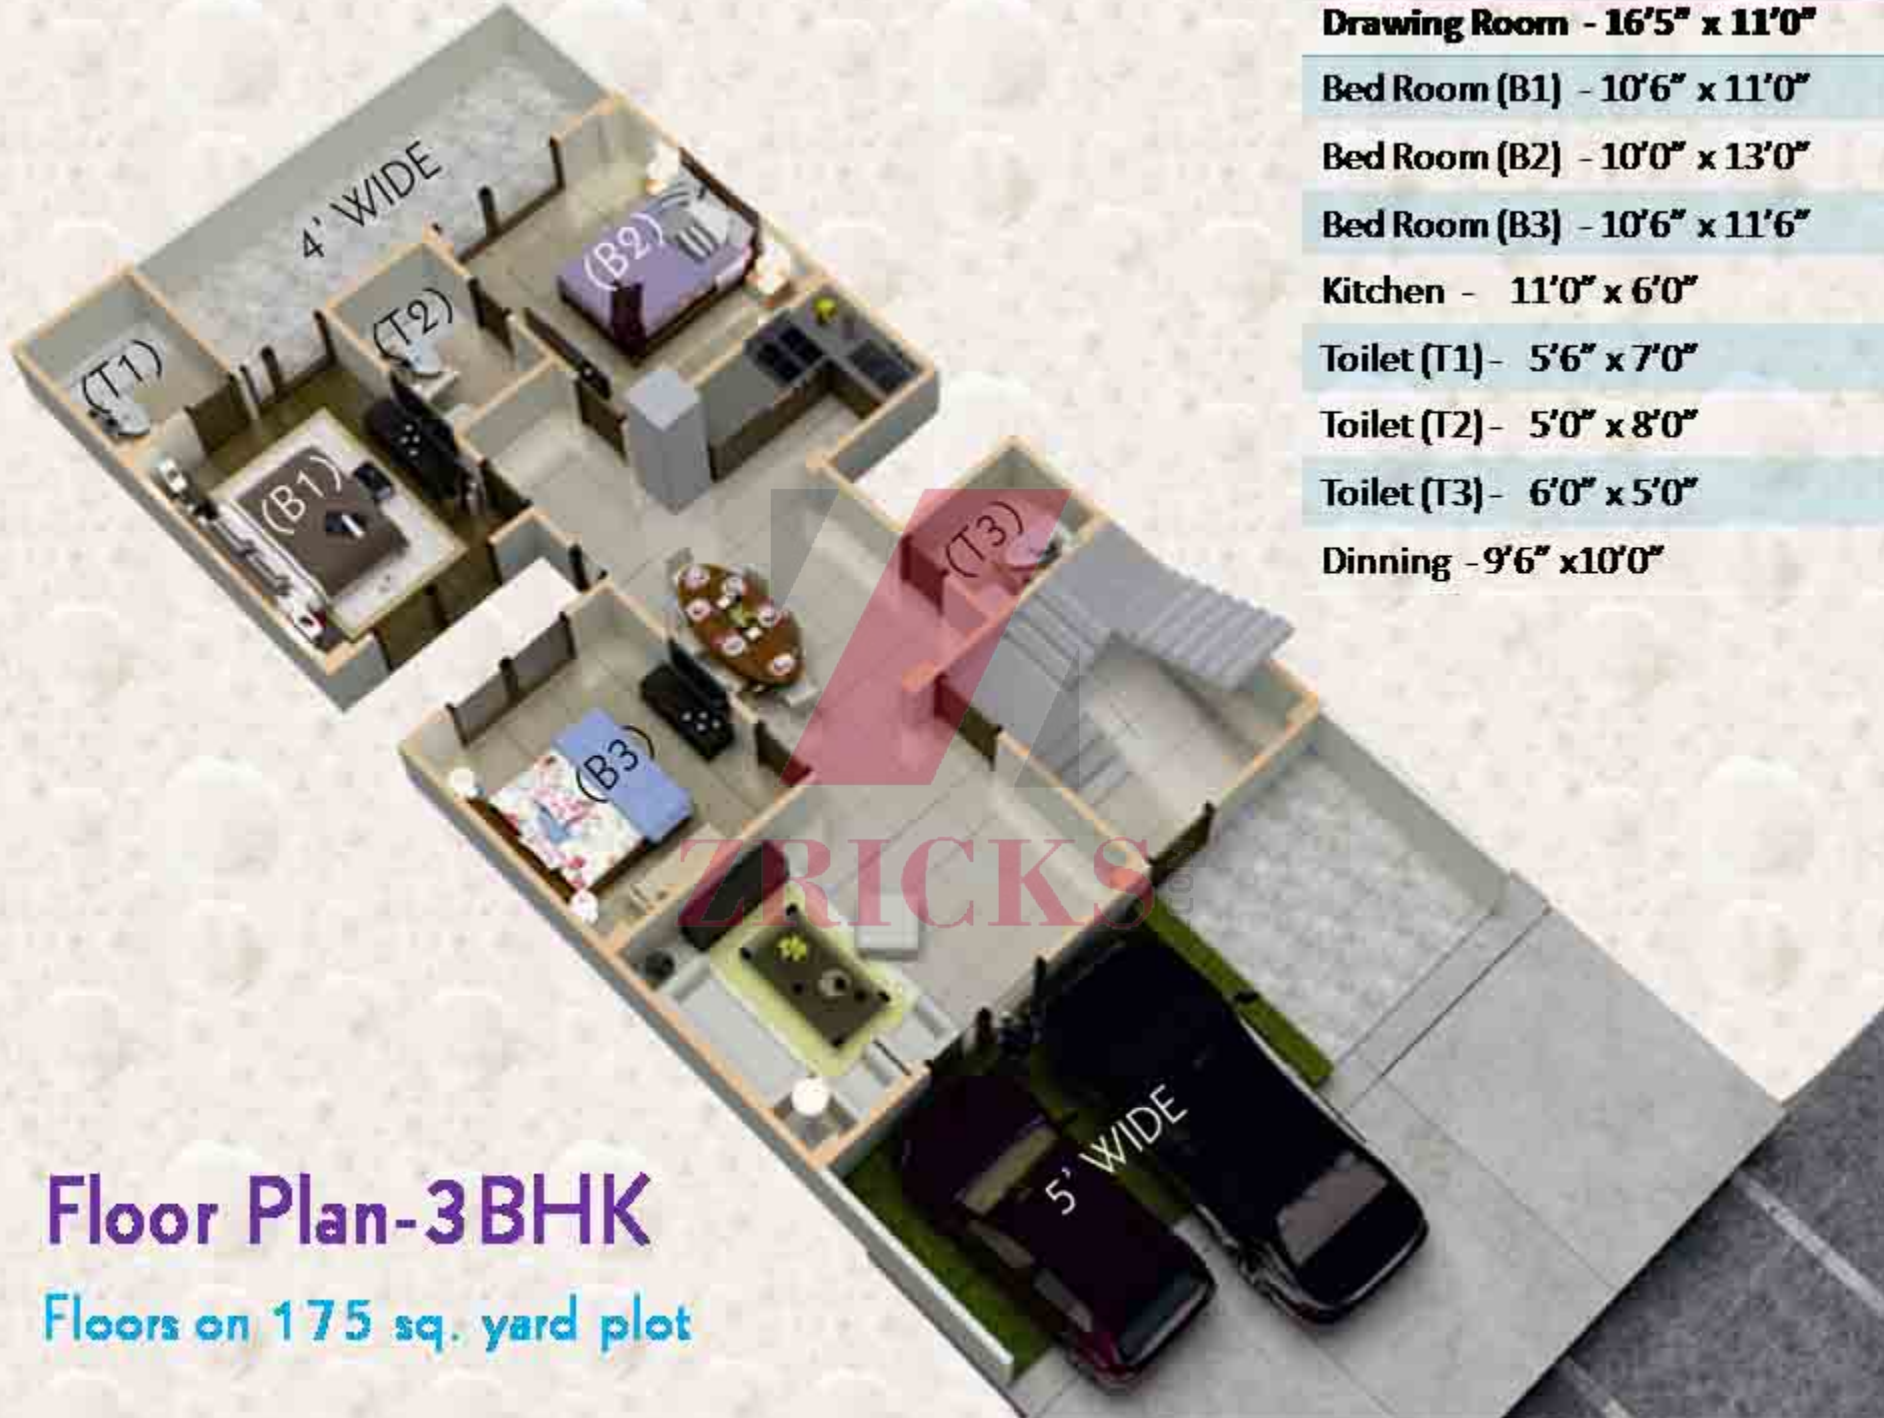 Drawing Room - 16'5" x 11'0"
Bed Room (B1) - 10'6" x 11'0"
Bed Room (B2) - 10'0" x 13'0"
Bed Room (B3) - 10'6" x 11'6"
Kitchen - 11'0" x 6'0"
Toilet (T1) - 5'6" x 7'0"
Toilet (T2) - 5'0" x 8'0"
Toilet (T3) - 6'0" x 5'0"
Dinning - 9'6" x10'0"
4' WIDE
(B2)
(T2)
(T1)
(B1)
(T3)
(B3)
ZRICKS
5' WIDE
Floor Plan-3BHK
Floors on 175 sq. yard plot